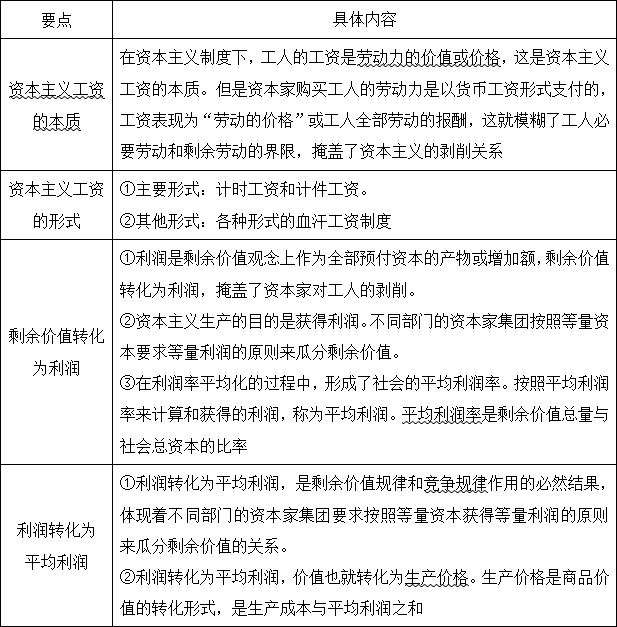 要点
具体内容
资本主义工资
的本质
在资本主义制度下，工人的工资是劳动力的价值或价格，这是资本主义
工资的本质。但是资本家购买工人的劳动力是以货币工资形式支付的，
工资表现为“劳动的价格”或工人全部劳动的报酬，这就模糊了工人必
要劳动和剩余劳动的界限，掩盖了资本主义的剥削关系
资本主义工资
的形式
①主要形式：计时工资和计件工资。
②其他形式：各种形式的血汗工资制度
剩余价值转化
为利润
①利润是剩余价值观念上作为全部预付资本的产物或增加额，剩余价值
转化为利润，掩盖了资本家对工人的剥削。
②资本主义生产的目的是获得利润。不同部门的资本家集团按照等量资
本要求等量利润的原则来瓜分剩余价值。
③在利润率平均化的过程中，形成了社会的平均利润率。按照平均利润
率来计算和获得的利润，称为平均利润。平均利润率是剩余价值总量与
社会总资本的比率
利润转化为
平均利润
①利润转化为平均利润，是剩余价值规律和竞争规律作用的必然结果，
体现着不同部门的资本家集团要求按照等量资本获得等量利润的原则
来瓜分剩余价值的关系。
②利润转化为平均利润，价值也就转化为生产价格。生产价格是商品价
值的转化形式，是生产成本与平均利润之和